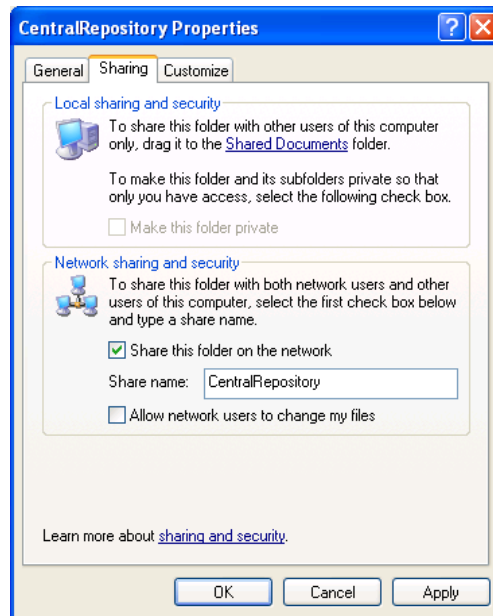 CentralRepository Properties
General Sharing Customize
Local sharing and security
To share this folder with other users of this computer
only, drag it to the Shared Documents folder.
To make this folder and its subfolders private so that
only you have access, select the following check box.
Make this folder private
Network sharing and security
To share this folder with both network users and other
users of this computer, select the first check box below
and type a share name.
Share this folder on the network
Share name: CentralRepository
Allow network users to change my files
Learn more about sharing and security.
OK Cancel Apply